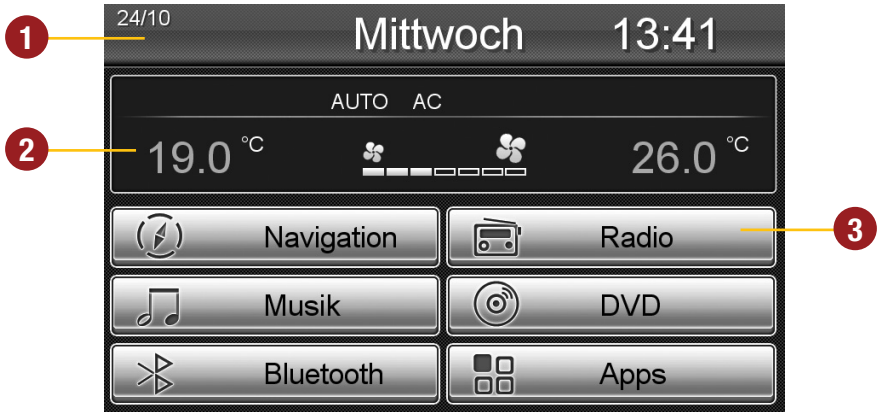 24/10 Mittwoch 13:41
1
AUTO AC
2
19.0 °C 26.0 °C
Navigation Radio
3
Musik DVD
Bluetooth Apps